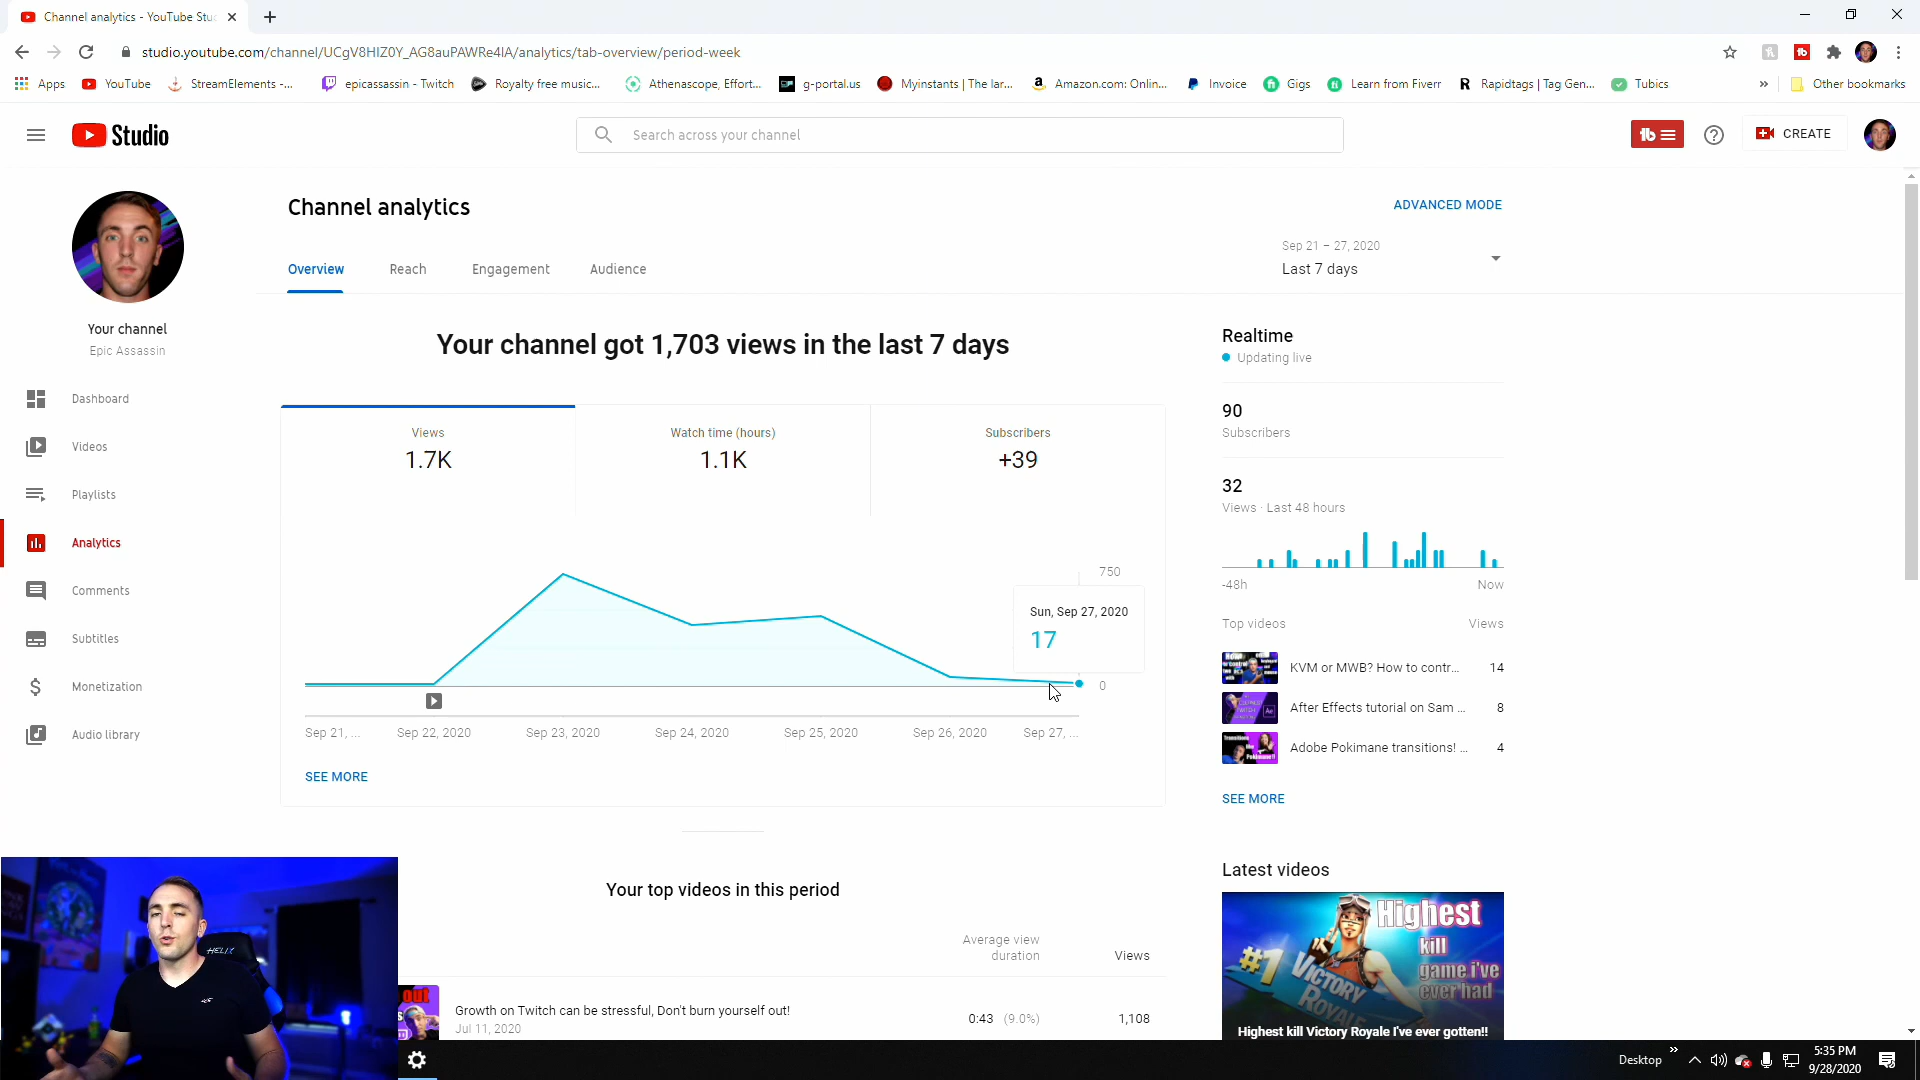 Channel analytics - YouTube Stu
studio.youtube.com/channel/UCgV8HIZ0Y_AG8auPAWRe4IA/analytics/tab-overview/period-week
Apps YouTube StreamElements -... epicassassin - Twitch Royalty free music... Athenascope, Effort... g-portal.us Myinstants | The lar... Amazon.com: Onlin... Invoice Gigs Learn from Fiverr Rapidtags | Tag Gen... Tubics » Other bookmarks
Studio
Search across your channel
CREATE
Channel analytics
ADVANCED MODE
Overview Reach Engagement Audience
Sep 21 – 27, 2020
Last 7 days
Your channel
Epic Assassin
Dashboard
Videos
Playlists
Analytics
Comments
Subtitles
Monetization
Audio library
Your channel got 1,703 views in the last 7 days
Views
1.7K
Watch time (hours)
1.1K
Subscribers
+39
750
Sun, Sep 27, 2020
17
0
Sep 21, ... Sep 22, 2020 Sep 23, 2020 Sep 24, 2020 Sep 25, 2020 Sep 26, 2020 Sep 27, ...
SEE MORE
Realtime
Updating live
90
Subscribers
32
Views · Last 48 hours
-48h Now
Top videos Views
KVM or MWB? How to contr... 14
After Effects tutorial on Sam ... 8
Adobe Pokimane transitions! ... 4
SEE MORE
Your top videos in this period
Average view
duration
Views
Growth on Twitch can be stressful, Don't burn yourself out!
Jul 11, 2020
0:43 (9.0%) 1,108
out
Latest videos
Highest
kill
game i've
ever had
#1 VICTORY
ROYALE
Highest kill Victory Royale I've ever gotten!!
Desktop »
5:35 PM
9/28/2020